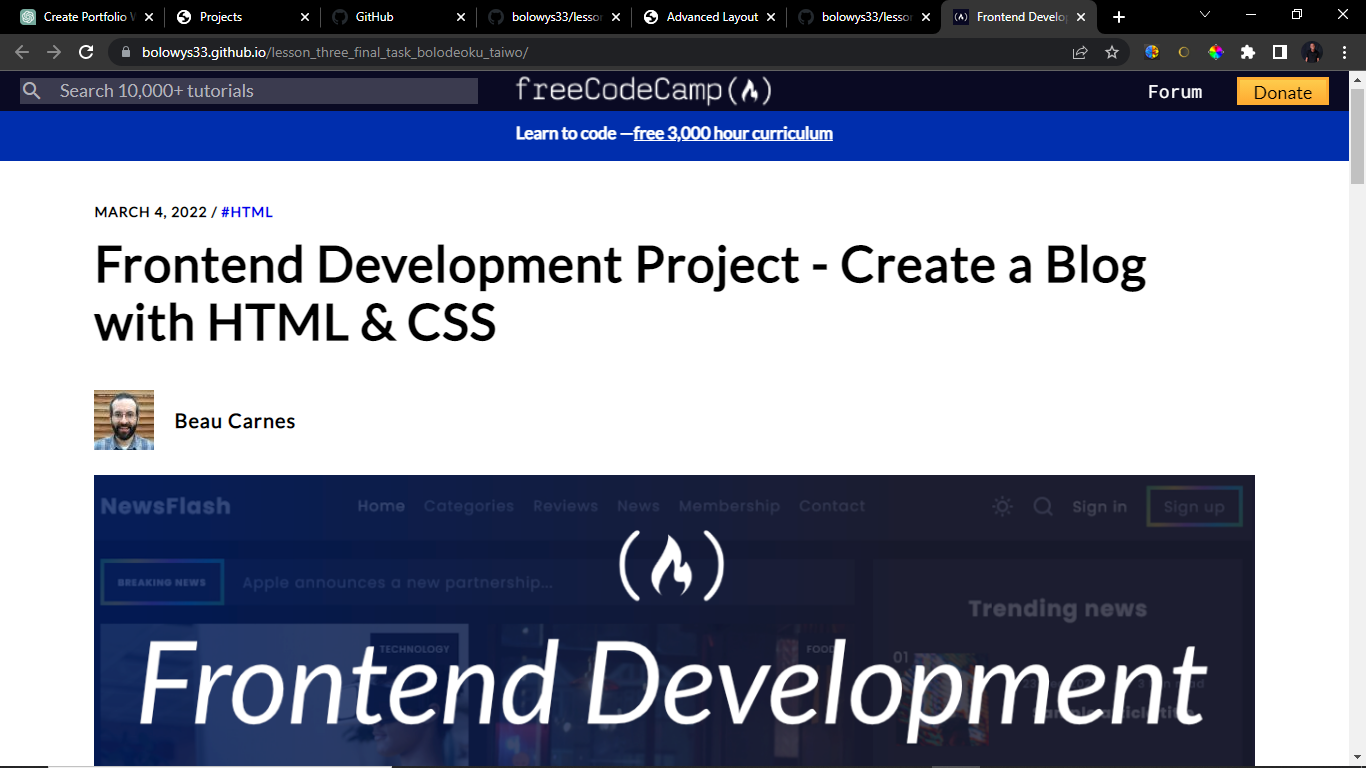 Create Portfolio W
Projects
GitHub
bolowys33/lesso
Advanced Layout
bolowys33/lesso
Frontend Develo
bolowys33.github.io/lesson_three_final_task_bolodeoku_taiwo/
Search 10,000+ tutorials
freeCodeCamp
Forum
Donate
Learn to code —free 3,000 hour curriculum
MARCH 4, 2022 / #HTML
Frontend Development Project - Create a Blog
with HTML & CSS
Beau Carnes
NewsFlash
Home Categories Reviews News Membership Contact
Sign in
Sign up
BREAKING NEWS
Apple announces a new partnership...
Trending news
TECHNOLOGY
FOOD
01
Frontend Development
Sample article title